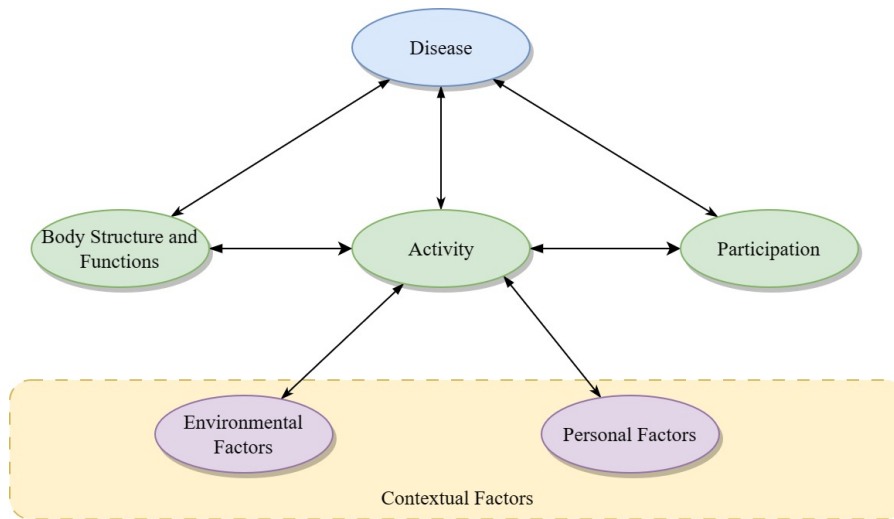 Disease
Body Structure and
Functions
Activity
Participation
Environmental
Factors
Personal Factors
Contextual Factors